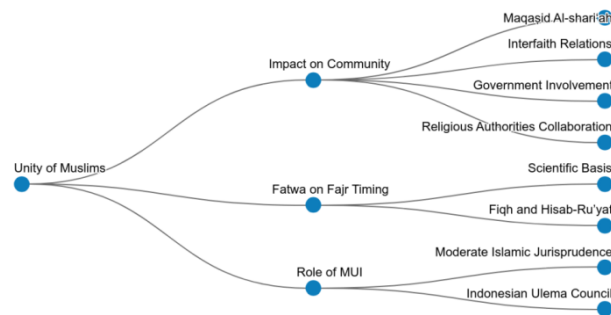 Maqasid Al-shari'ah
Interfaith Relations
Impact on Community
Government Involvement
Religious Authorities Collaboration
Unity of Muslims
Scientific Basis
Fatwa on Fajr Timing
Fiqh and Hisab-Ru'yat
Moderate Islamic Jurisprudence
Role of MUI
Indonesian Ulema Council